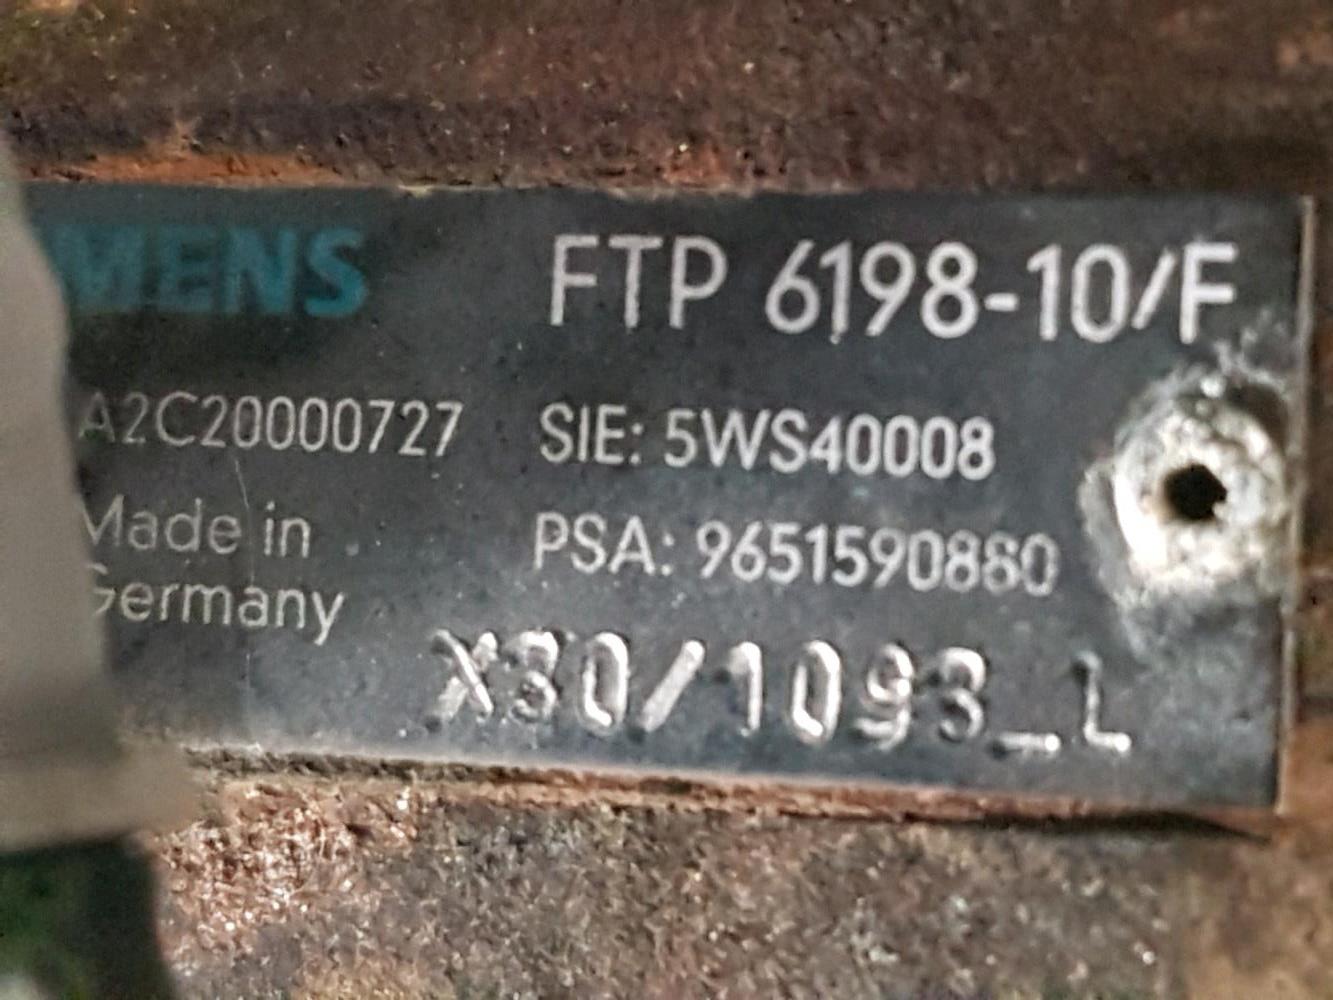 MENS
FTP 6198-10/F
A2C20000727
SIE: 5WS40008
Made in
Germany
PSA: 9651590880
X30/1093_L